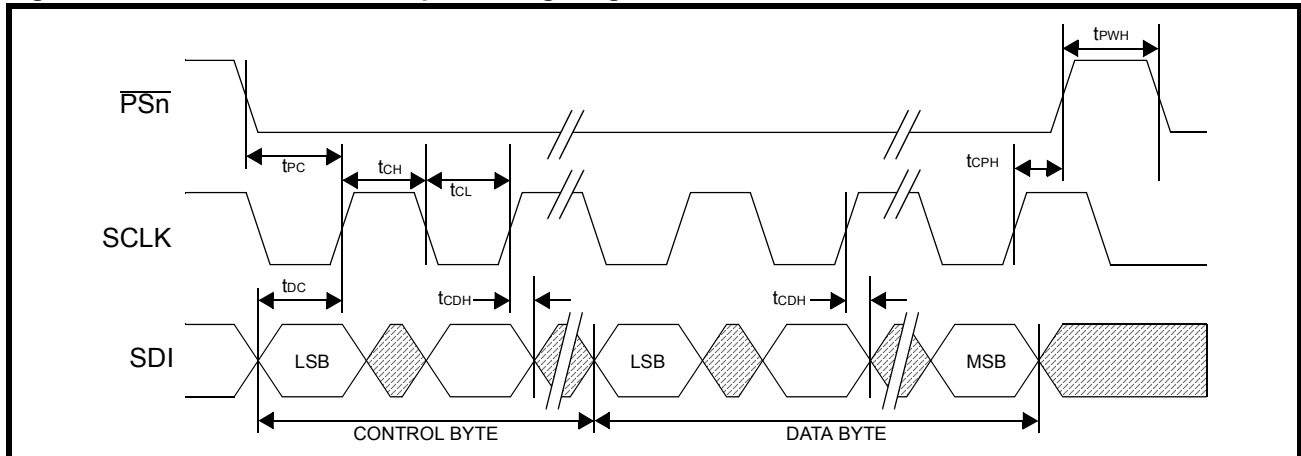 tPWH
PSn
tPC
tCH
tCL
tCPH
SCLK
tDC
tCDH
tCDH
SDI
LSB
LSB
MSB
CONTROL BYTE
DATA BYTE